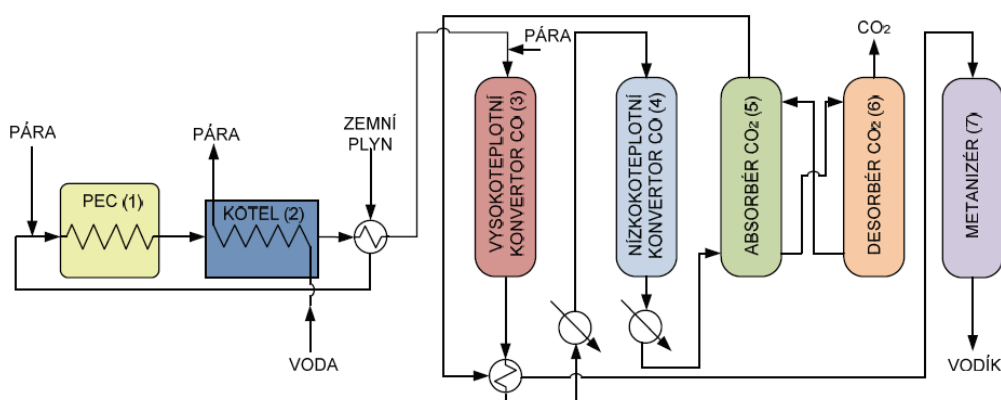 PÁRA
PEC (1)
PÁRA
KOTEL (2)
VODA
ZEMNÍ
PLYN
PÁRA
VYSOKOTEPLOTNÍ
KONVERTOR CO (3)
NÍZKOKOTEPLOTNÍ
KONVERTOR CO (4)
ABSORBÉR CO₂ (5)
CO₂
DESORBÉR CO₂ (6)
METANIZÉR (7)
VODÍK